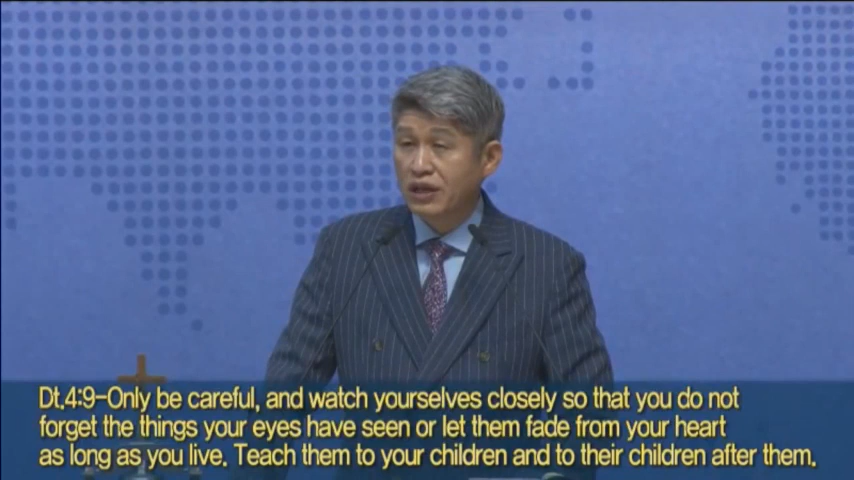 Dt.4:9-Only be careful, and watch yourselves closely so that you do not
forget the things your eyes have seen or let them fade from your heart
as long as you live. Teach them to your children and to their children after them.